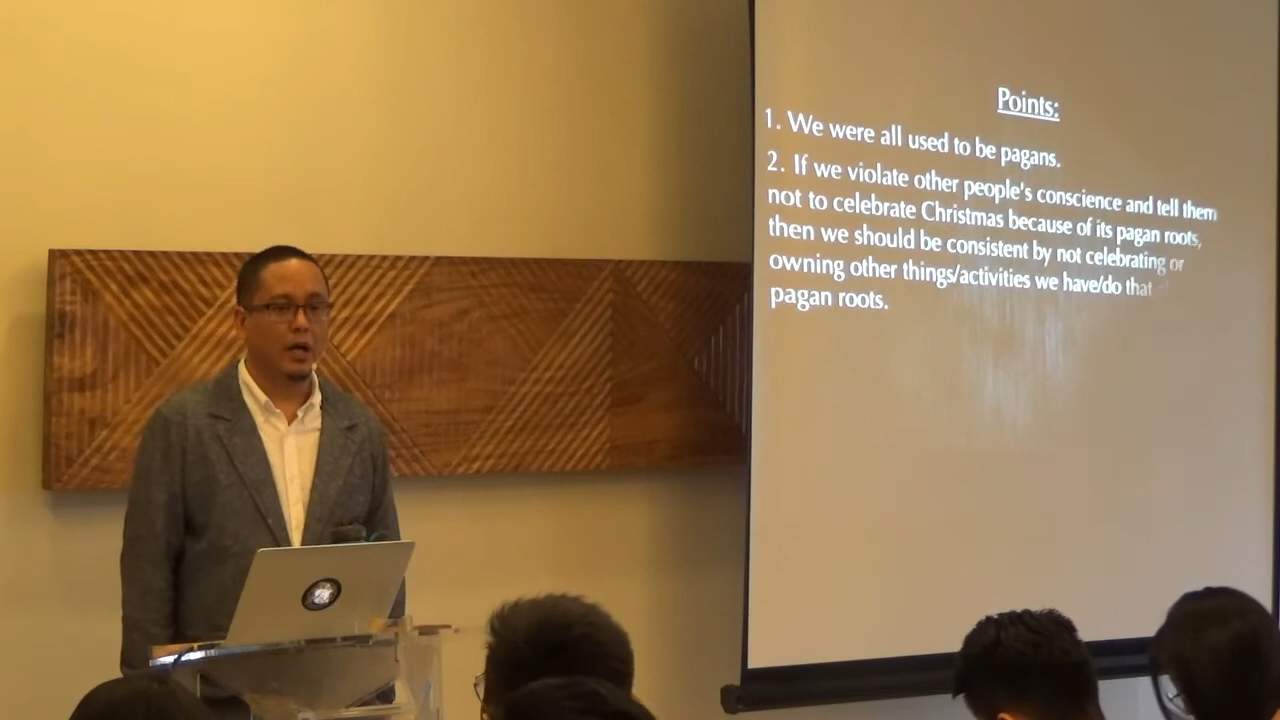 Points:
1. We were all used to be pagans.
2. If we violate other people's conscience and tell them
not to celebrate Christmas because of its pagan roots,
then we should be consistent by not celebrating or
owning other things/activities we have/do that
pagan roots.